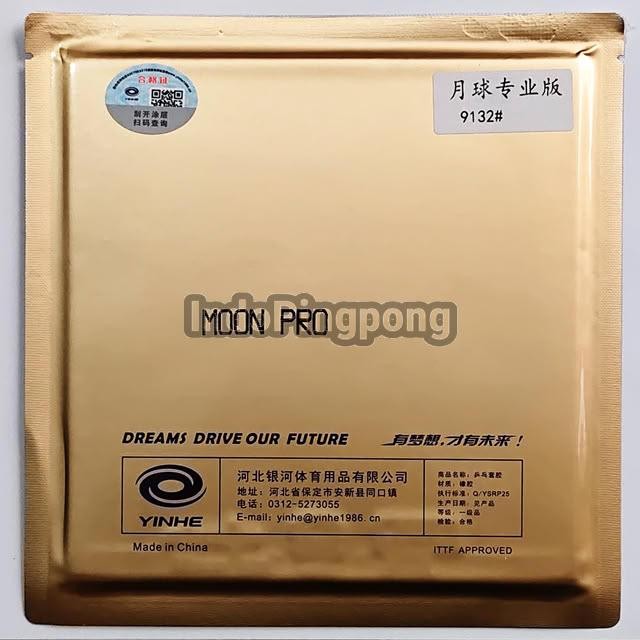 合格证
YINHE
刮开涂层
扫码查询
月球专业版
9132#
IndoPingpong
MOON PRO
DREAMS DRIVE OUR FUTURE
有梦想,才有未来!
YINHE
河北银河体育用品有限公司
地址:河北省保定市安新县同口镇
电话:0312-5273055
E-mail: yinhe@yinhe1986.cn
商品名称:乒乓套胶
材质:橡胶
执行标准:Q/YSRP25
生产日期:见产品
等级:一级品
检验:合格
Made in China
ITTF APPROVED